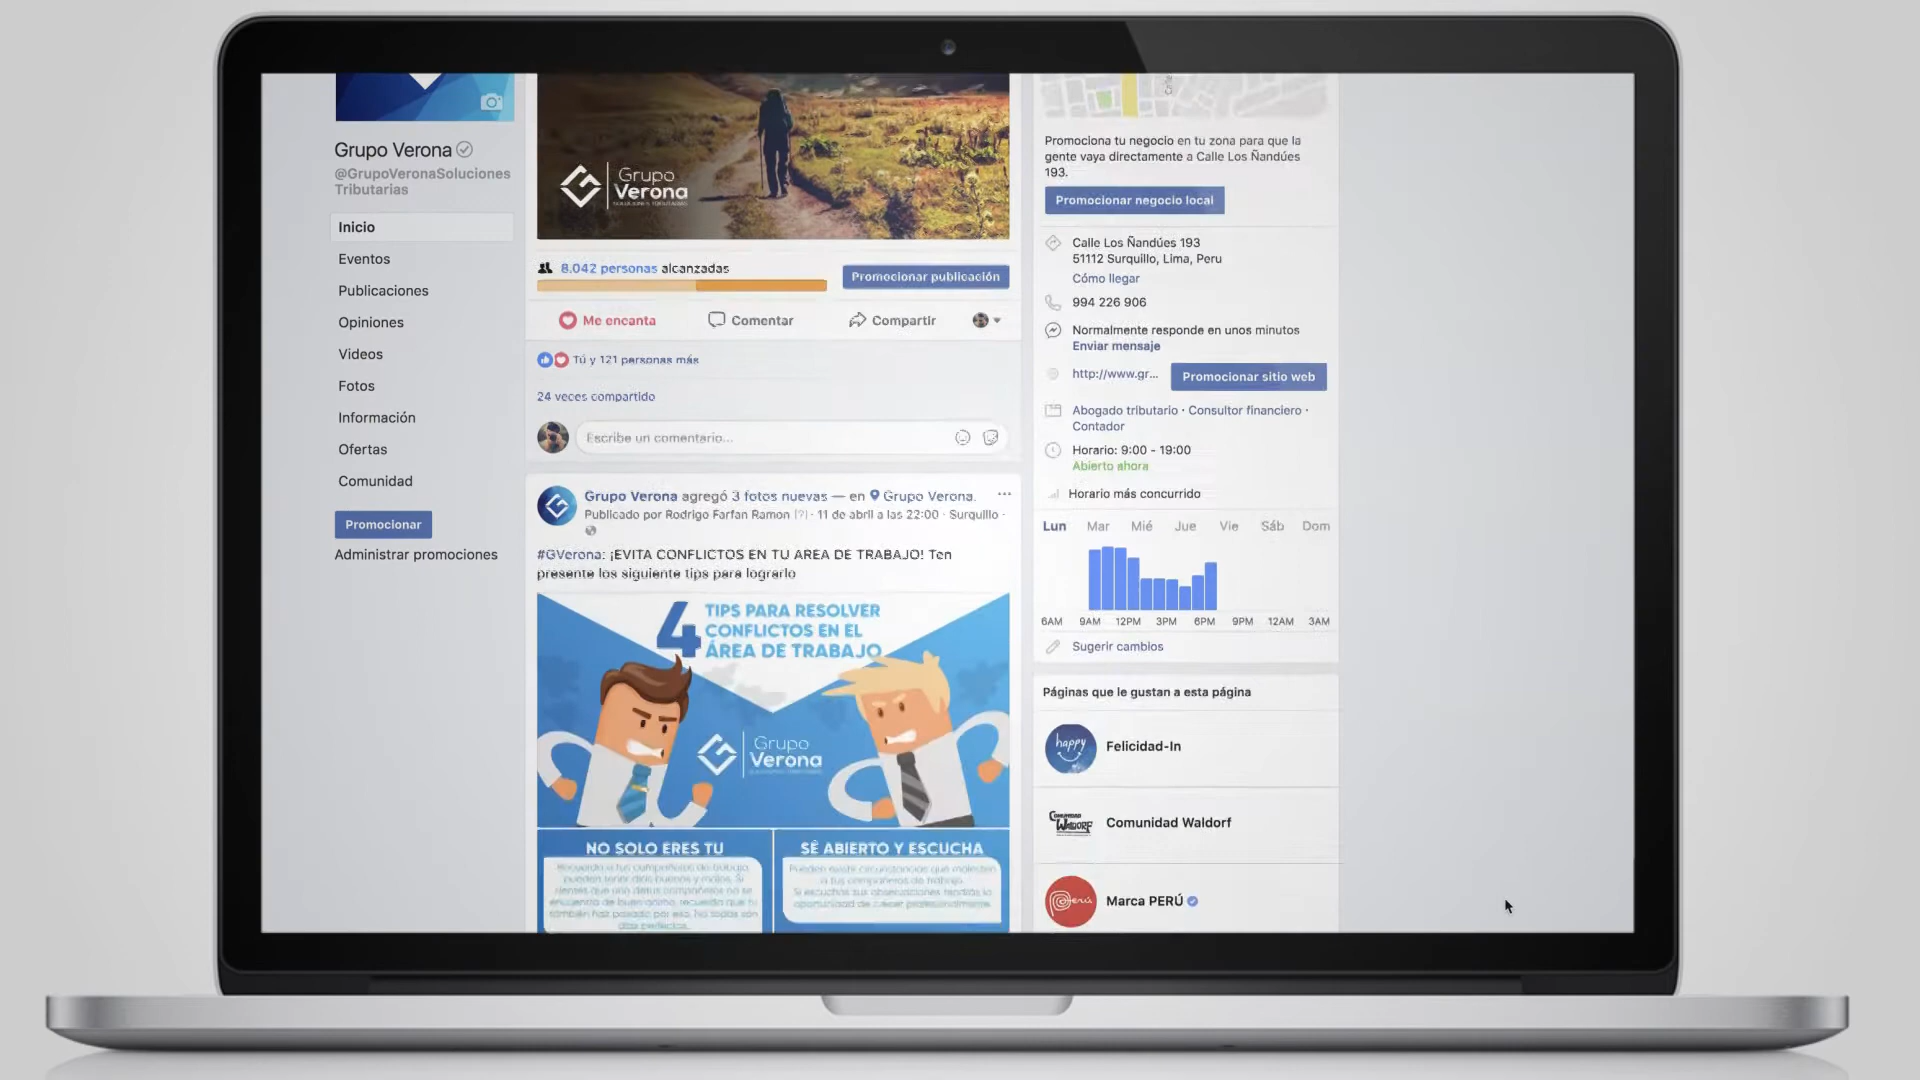 Grupo Verona
@GrupoVeronaSoluciones
Tributarias
Inicio
Eventos
Publicaciones
Opiniones
Videos
Fotos
Información
Ofertas
Comunidad
Promocionar
Administrar promociones
Grupo
Verona
8.042 personas alcanzadas
Promocionar publicación
Me encanta
Comentar
Compartir
Tú y 121 personas más
24 veces compartido
Escribe un comentario...
Grupo Verona agregó 3 fotos nuevas — en Grupo Verona.
Publicado por Rodrigo Farfan Ramon [?] · 11 de abril a las 22:00 · Surquillo ·
#GVerona: ¡EVITA CONFLICTOS EN TU AREA DE TRABAJO! Ten
presente los siguiente tips para lograrlo
4
TIPS PARA RESOLVER
CONFLICTOS EN EL
ÁREA DE TRABAJO
Grupo
Verona
NO SOLO ERES TU
SÉ ABIERTO Y ESCUCHA
Calle
Promociona tu negocio en tu zona para que la
gente vaya directamente a Calle Los Ñandúes
193.
Promocionar negocio local
Calle Los Ñandúes 193
51112 Surquillo, Lima, Peru
Cómo llegar
994 226 906
Normalmente responde en unos minutos
Enviar mensaje
http://www.gr...
Promocionar sitio web
Abogado tributario · Consultor financiero ·
Contador
Horario: 9:00 - 19:00
Abierto ahora
Horario más concurrido
Lun Mar Mié Jue Vie Sáb Dom
6AM 9AM 12PM 3PM 6PM 9PM 12AM 3AM
Sugerir cambios
Páginas que le gustan a esta página
happy
Felicidad-In
COMUNIDAD
WALDORF
Comunidad Waldorf
Perú
Marca PERÚ